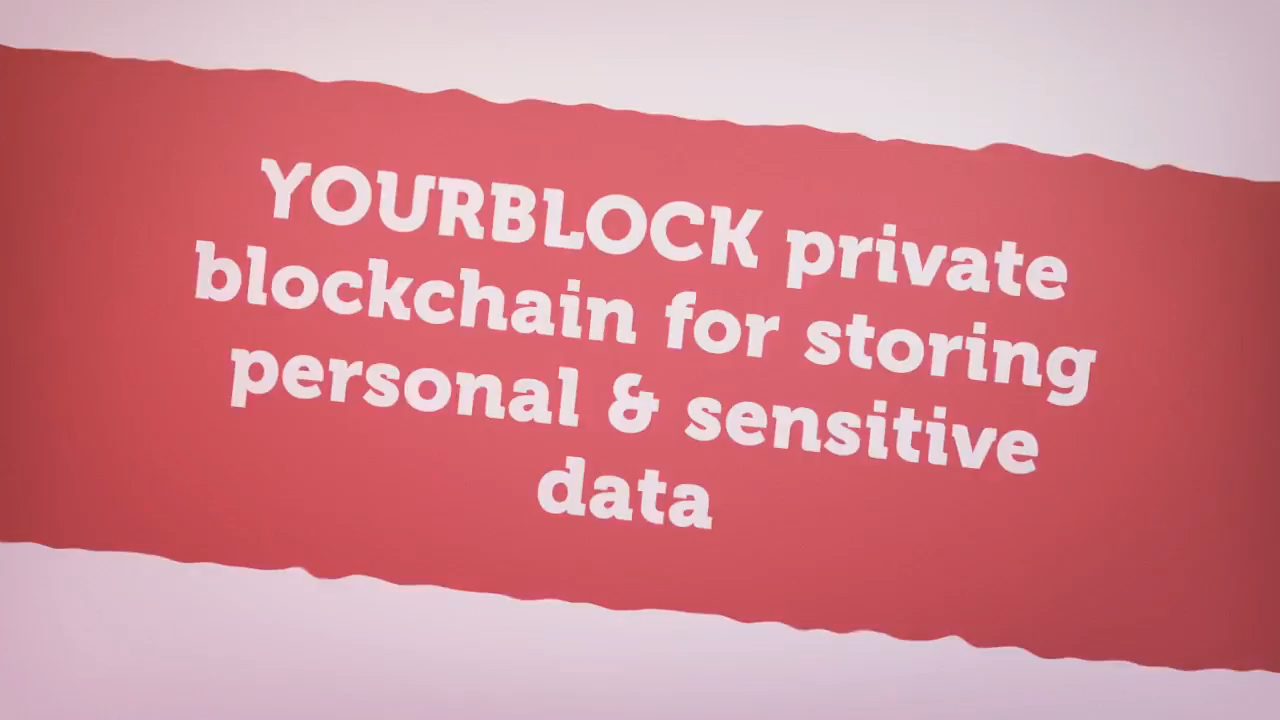 YOURBLOCK private
blockchain for storing
personal & sensitive
data